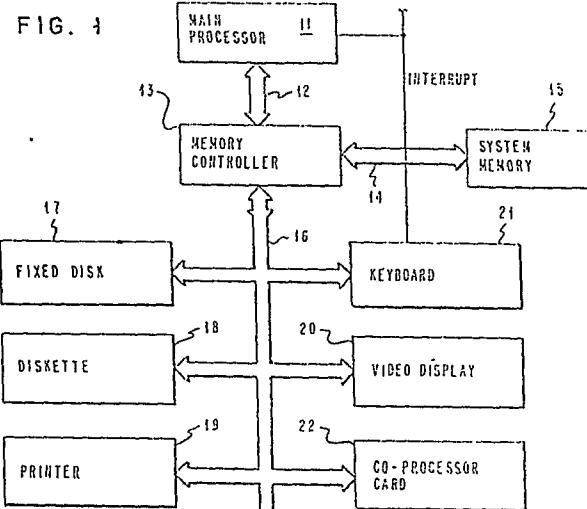 FIG. 1
MAIN
PROCESSOR 11
INTERRUPT
12
13
15
MEMORY
CONTROLLER
SYSTEM
MEMORY
14
17
16
21
FIXED DISK
KEYBOARD
18
20
DISKETTE
VIDEO DISPLAY
19
22
PRINTER
CO-PROCESSOR
CARD